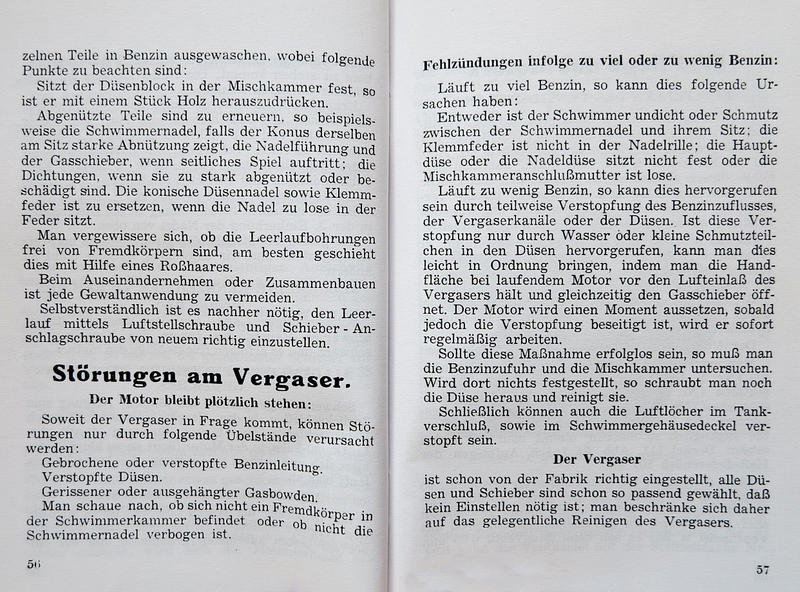 zelnen Teile in Benzin ausgewaschen, wobei folgende
Punkte zu beachten sind:
Sitzt der Düsenblock in der Mischkammer fest, so
ist er mit einem Stück Holz herauszudrücken.
Abgenützte Teile sind zu erneuern, so beispiels-
weise die Schwimmernadel, falls der Konus derselben
am Sitz starke Abnützung zeigt, die Nadelführung und
der Gasschieber, wenn seitliches Spiel auftritt; die
Dichtungen, wenn sie zu stark abgenützt oder be-
schädigt sind. Die konische Düsennadel sowie Klemm-
feder ist zu ersetzen, wenn die Nadel zu lose in der
Feder sitzt.
Man vergewissere sich, ob die Leerlaufbohrungen
frei von Fremdkörpern sind, am besten geschieht
dies mit Hilfe eines Roßhaares.
Beim Auseinandernehmen oder Zusammenbauen
ist jede Gewaltanwendung zu vermeiden.
Selbstverständlich ist es nachher nötig, den Leer-
lauf mittels Luftstellschraube und Schieber-An-
schlagschraube von neuem richtig einzustellen.
Störungen am Vergaser.
Der Motor bleibt plötzlich stehen:
Soweit der Vergaser in Frage kommt, können Stö-
rungen nur durch folgende Übelstände verursacht
werden:
Gebrochene oder verstopfte Benzinleitung.
Verstopfte Düsen.
Gerissener oder ausgehängter Gasbowden.
Man schaue nach, ob sich nicht ein Fremdkörper in
der Schwimmerkammer befindet oder ob nicht die
Schwimmernadel verbogen ist.
56
Fehlzündungen infolge zu viel oder zu wenig Benzin:
Läuft zu viel Benzin, so kann dies folgende Ur-
sachen haben:
Entweder ist der Schwimmer undicht oder Schmutz
zwischen der Schwimmernadel und ihrem Sitz; die
Klemmfeder ist nicht in der Nadelrille; die Haupt-
düse oder die Nadeldüse sitzt nicht fest oder die
Mischkammeranschlußmutter ist lose.
Läuft zu wenig Benzin, so kann dies hervorgerufen
sein durch teilweise Verstopfung des Benzinzuflusses,
der Vergaserkanäle oder der Düsen. Ist diese Ver-
stopfung nur durch Wasser oder kleine Schmutzteil-
chen in den Düsen hervorgerufen, kann man dies
leicht in Ordnung bringen, indem man die Hand-
fläche bei laufendem Motor vor den Lufteinlaß des
Vergasers hält und gleichzeitig den Gasschieber öff-
net. Der Motor wird einen Moment aussetzen, sobald
jedoch die Verstopfung beseitigt ist, wird er sofort
regelmäßig arbeiten.
Sollte diese Maßnahme erfolglos sein, so muß man
die Benzinzufuhr und die Mischkammer untersuchen.
Wird dort nichts festgestellt, so schraubt man noch
die Düse heraus und reinigt sie.
Schließlich können auch die Luftlöcher im Tank-
verschluß, sowie im Schwimmergehäusedeckel ver-
stopft sein.
Der Vergaser
ist schon von der Fabrik richtig eingestellt, alle Dü-
sen und Schieber sind schon so passend gewählt, daß
kein Einstellen nötig ist; man beschränke sich daher
auf das gelegentliche Reinigen des Vergasers.
57